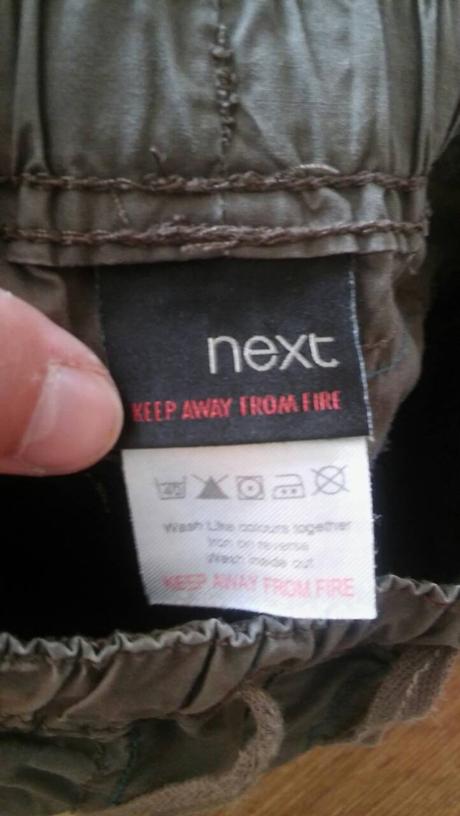 next
KEEP AWAY FROM FIRE
40
Wash Like colours together
Iron on reverse
Wash inside out
KEEP AWAY FROM FIRE